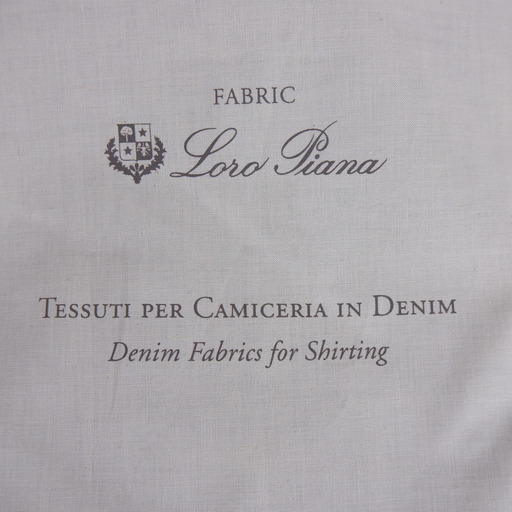 FABRIC
Loro Piana
TESSUTI PER CAMICERIA IN DENIM
Denim Fabrics for Shirting